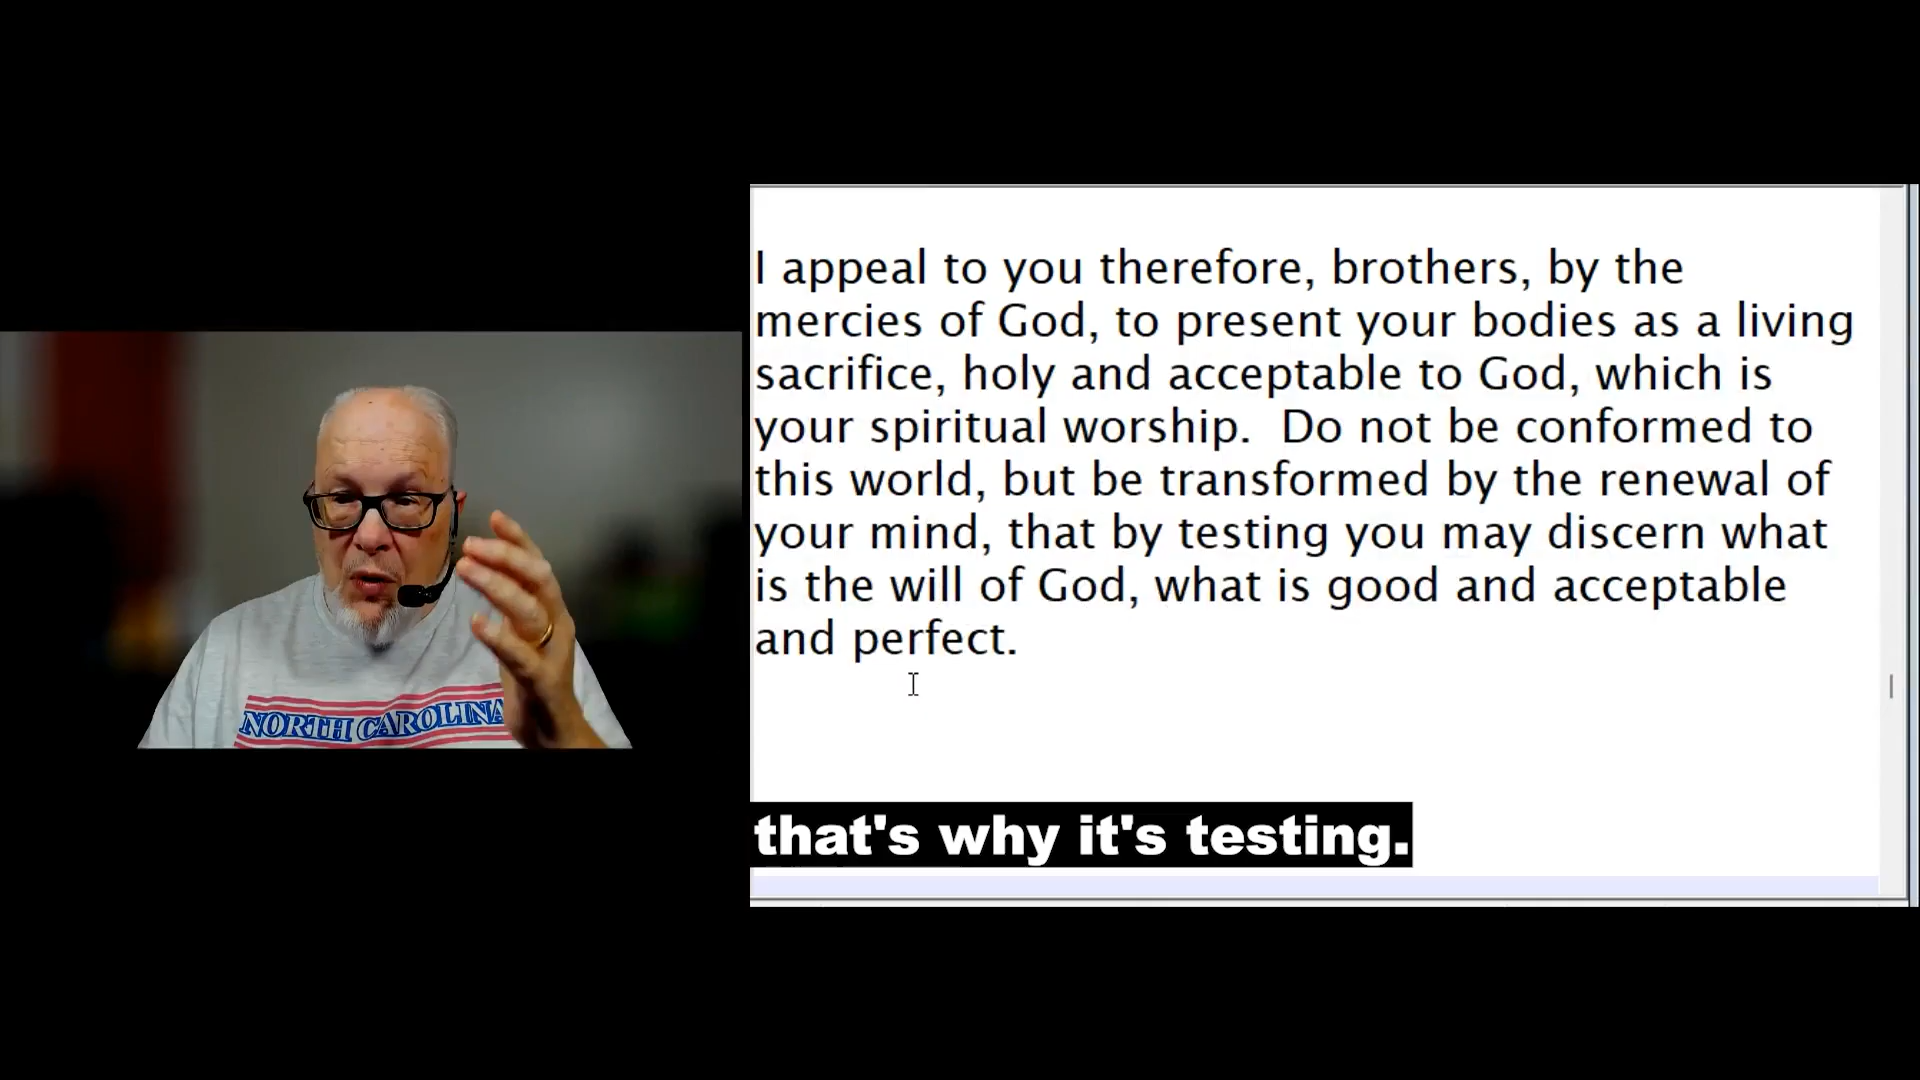 NORTH CAROLINA
I appeal to you therefore, brothers, by the
mercies of God, to present your bodies as a living
sacrifice, holy and acceptable to God, which is
your spiritual worship.  Do not be conformed to
this world, but be transformed by the renewal of
your mind, that by testing you may discern what
is the will of God, what is good and acceptable
and perfect.
that's why it's testing.